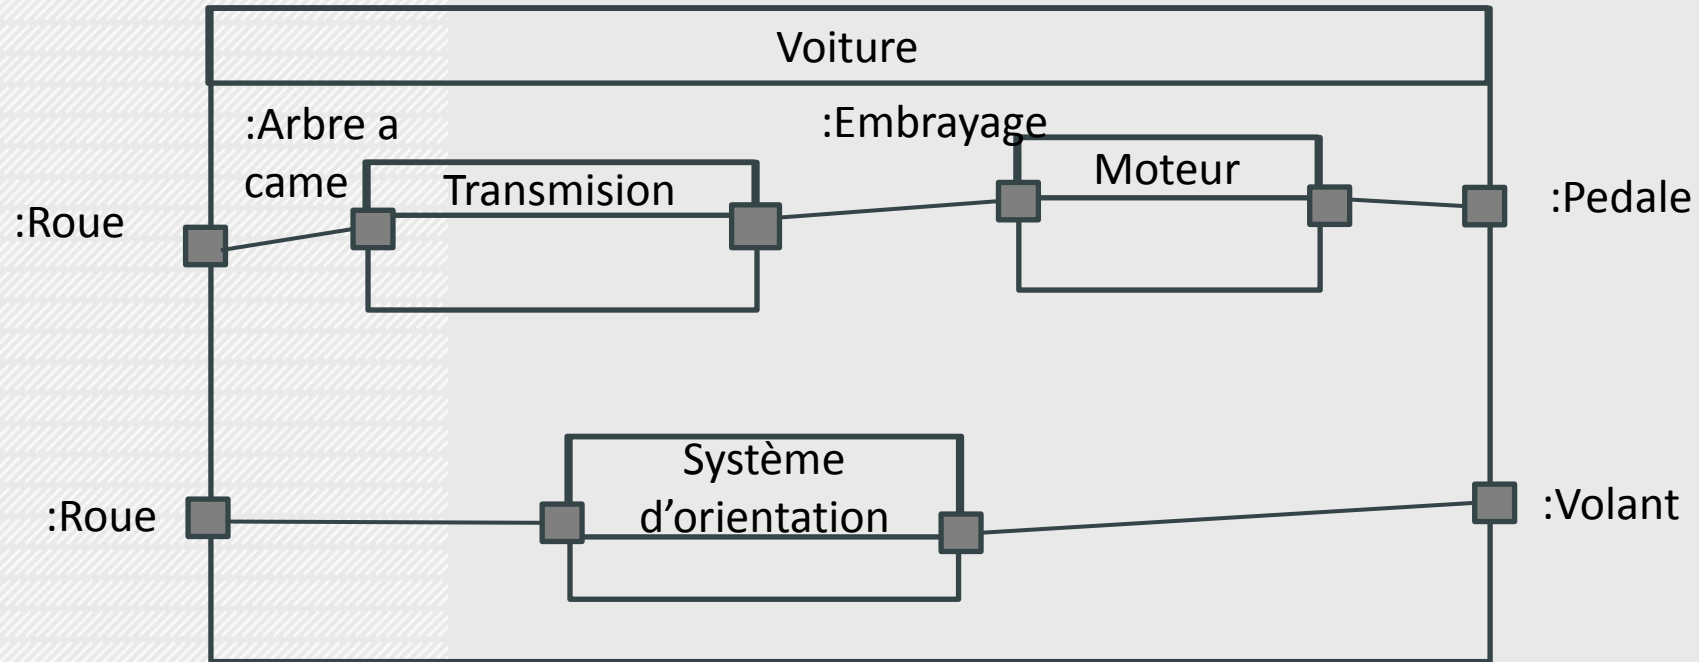 Voiture
:Arbre a
came
:Embrayage
Transmision
Moteur
:Roue
:Pedale
Système
d'orientation
:Roue
:Volant